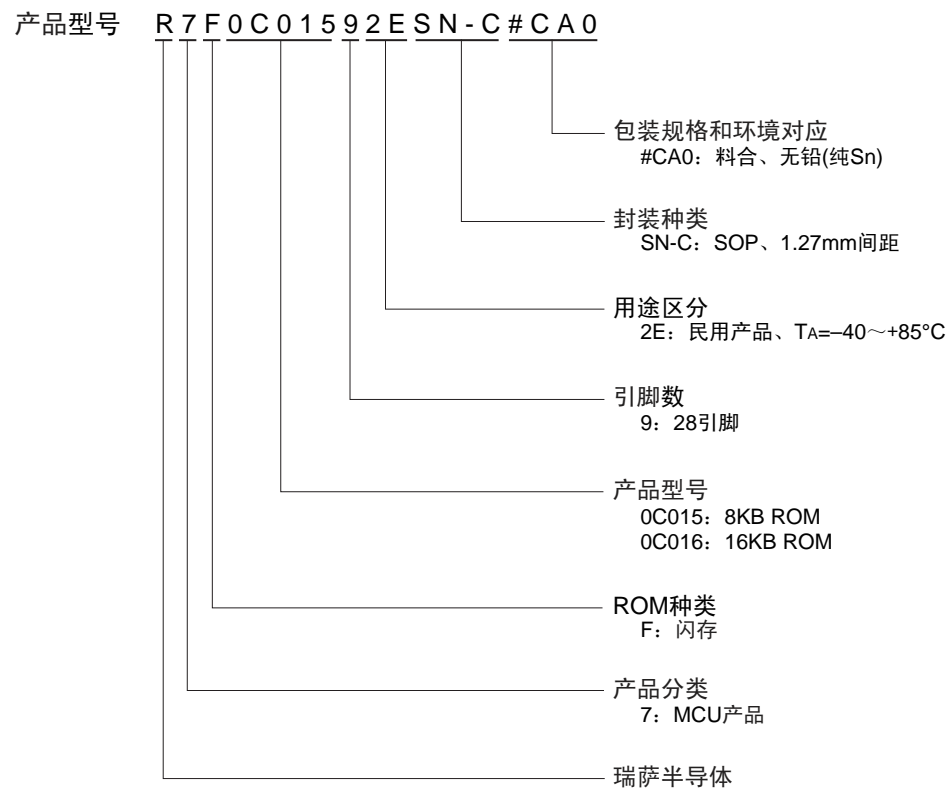 产品型号 R7F0C01592ESN-C#CA0
包装规格和环境对应
#CA0：料合、无铅(纯Sn)
封装种类
SN-C：SOP、1.27mm间距
用途区分
2E：民用产品、TA=–40～+85°C
引脚数
9：28引脚
产品型号
0C015：8KB ROM
0C016：16KB ROM
ROM种类
F：闪存
产品分类
7：MCU产品
瑞萨半导体